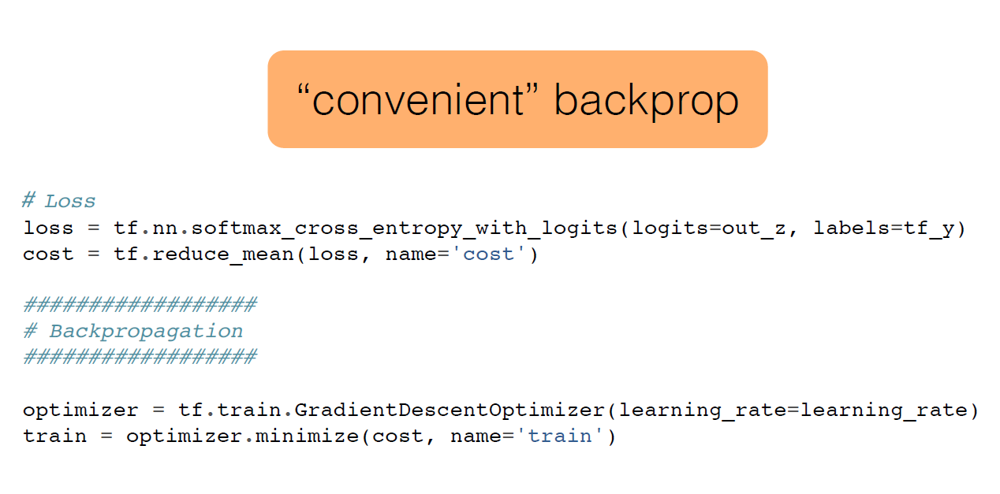 “convenient” backprop
# Loss
loss = tf.nn.softmax_cross_entropy_with_logits(logits=out_z, labels=tf_y)
cost = tf.reduce_mean(loss, name='cost')
##################
# Backpropagation
##################
optimizer = tf.train.GradientDescentOptimizer(learning_rate=learning_rate)
train = optimizer.minimize(cost, name='train')